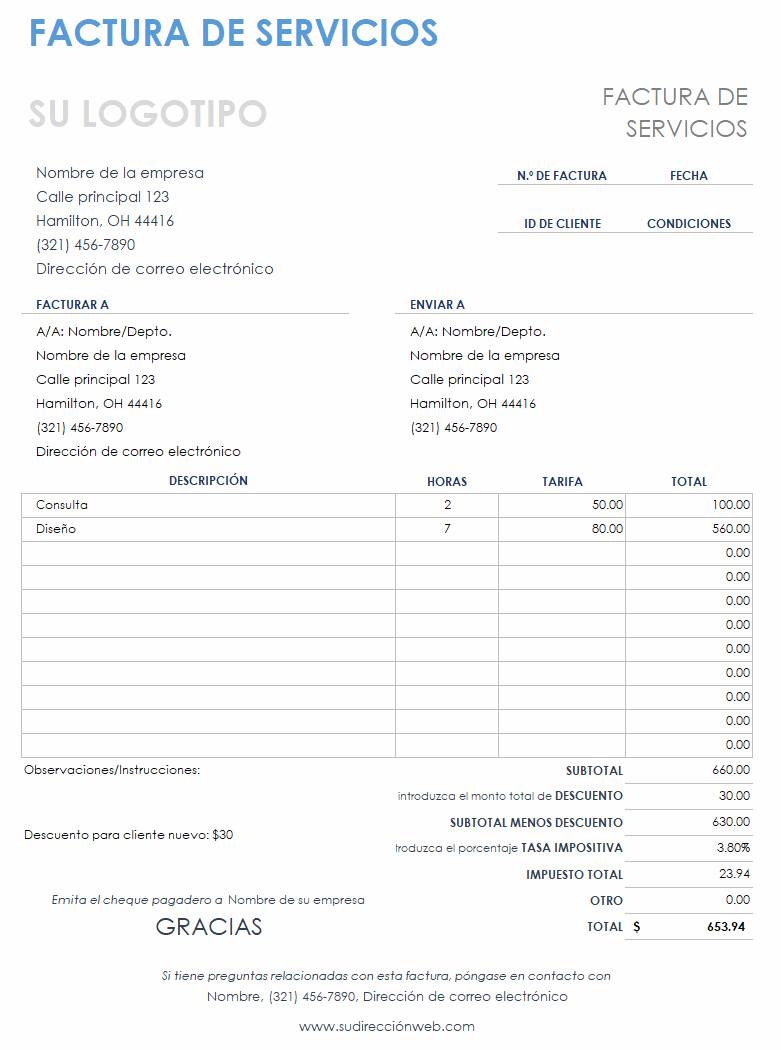 FACTURA DE SERVICIOS
SU LOGOTIPO
FACTURA DE
SERVICIOS
Nombre de la empresa
Calle principal 123
Hamilton, OH 44416
(321) 456-7890
Dirección de correo electrónico
N.º DE FACTURA FECHA
ID DE CLIENTE CONDICIONES
FACTURAR A ENVIAR A
A/A: Nombre/Depto. A/A: Nombre/Depto.
Nombre de la empresa Nombre de la empresa
Calle principal 123 Calle principal 123
Hamilton, OH 44416 Hamilton, OH 44416
(321) 456-7890 (321) 456-7890
Dirección de correo electrónico
DESCRIPCIÓN HORAS TARIFA TOTAL
Consulta 2 50.00 100.00
Diseño 7 80.00 560.00
0.00
0.00
0.00
0.00
0.00
0.00
0.00
0.00
0.00
Observaciones/Instrucciones: SUBTOTAL 660.00
introduzca el monto total de DESCUENTO 30.00
SUBTOTAL MENOS DESCUENTO 630.00
Descuento para cliente nuevo: $30
troduzca el porcentaje TASA IMPOSITIVA 3.80%
IMPUESTO TOTAL 23.94
Emita el cheque pagadero a Nombre de su empresa OTRO 0.00
GRACIAS TOTAL $ 653.94
Si tiene preguntas relacionadas con esta factura, póngase en contacto con
Nombre, (321) 456-7890, Dirección de correo electrónico
www.sudirecciónweb.com